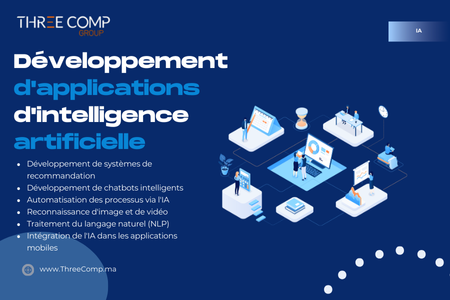 THREE COMP
GROUP
IA
Développement
d'applications
d'intelligence
artificielle
Développement de systèmes de
recommandation
Développement de chatbots intelligents
Automatisation des processus via l'IA
Reconnaissance d'image et de vidéo
Traitement du langage naturel (NLP)
Intégration de l'IA dans les applications
mobiles
www.ThreeComp.ma